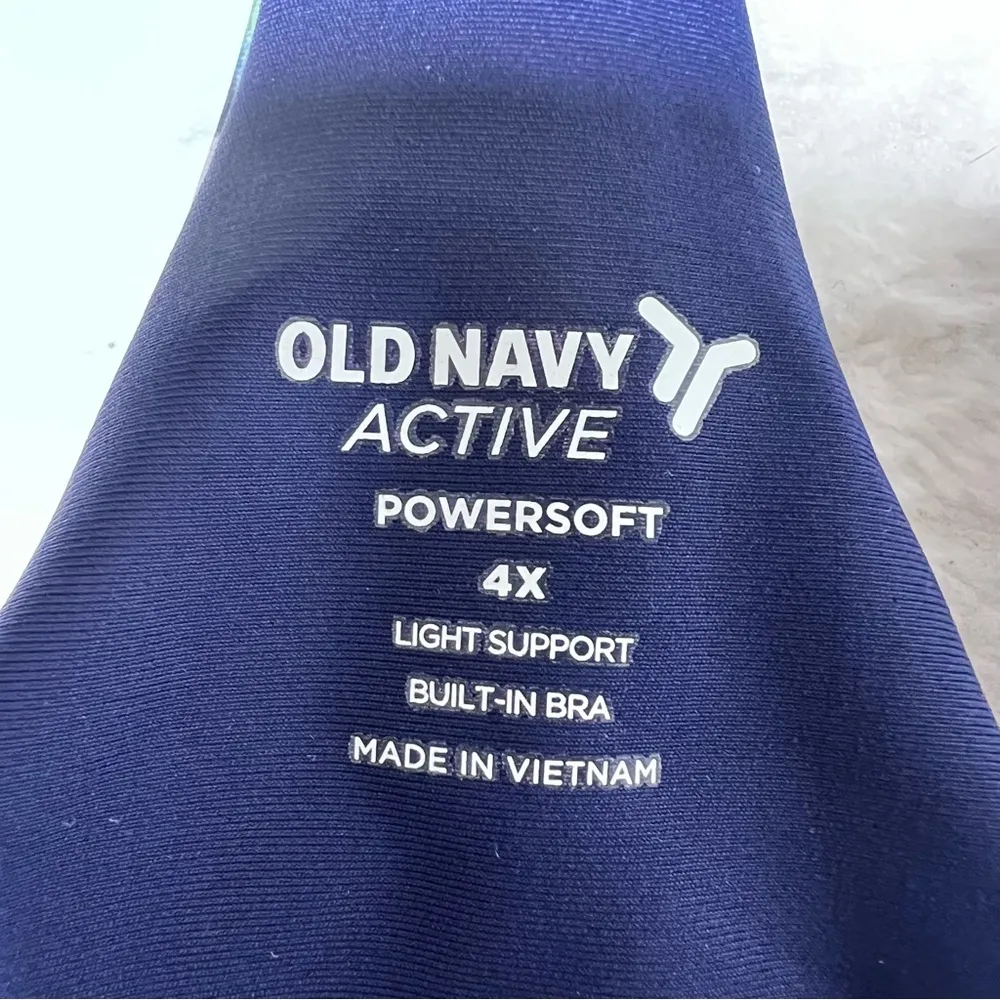 OLD NAVY
ACTIVE
POWERSOFT
4X
LIGHT SUPPORT
BUILT-IN BRA
MADE IN VIETNAM